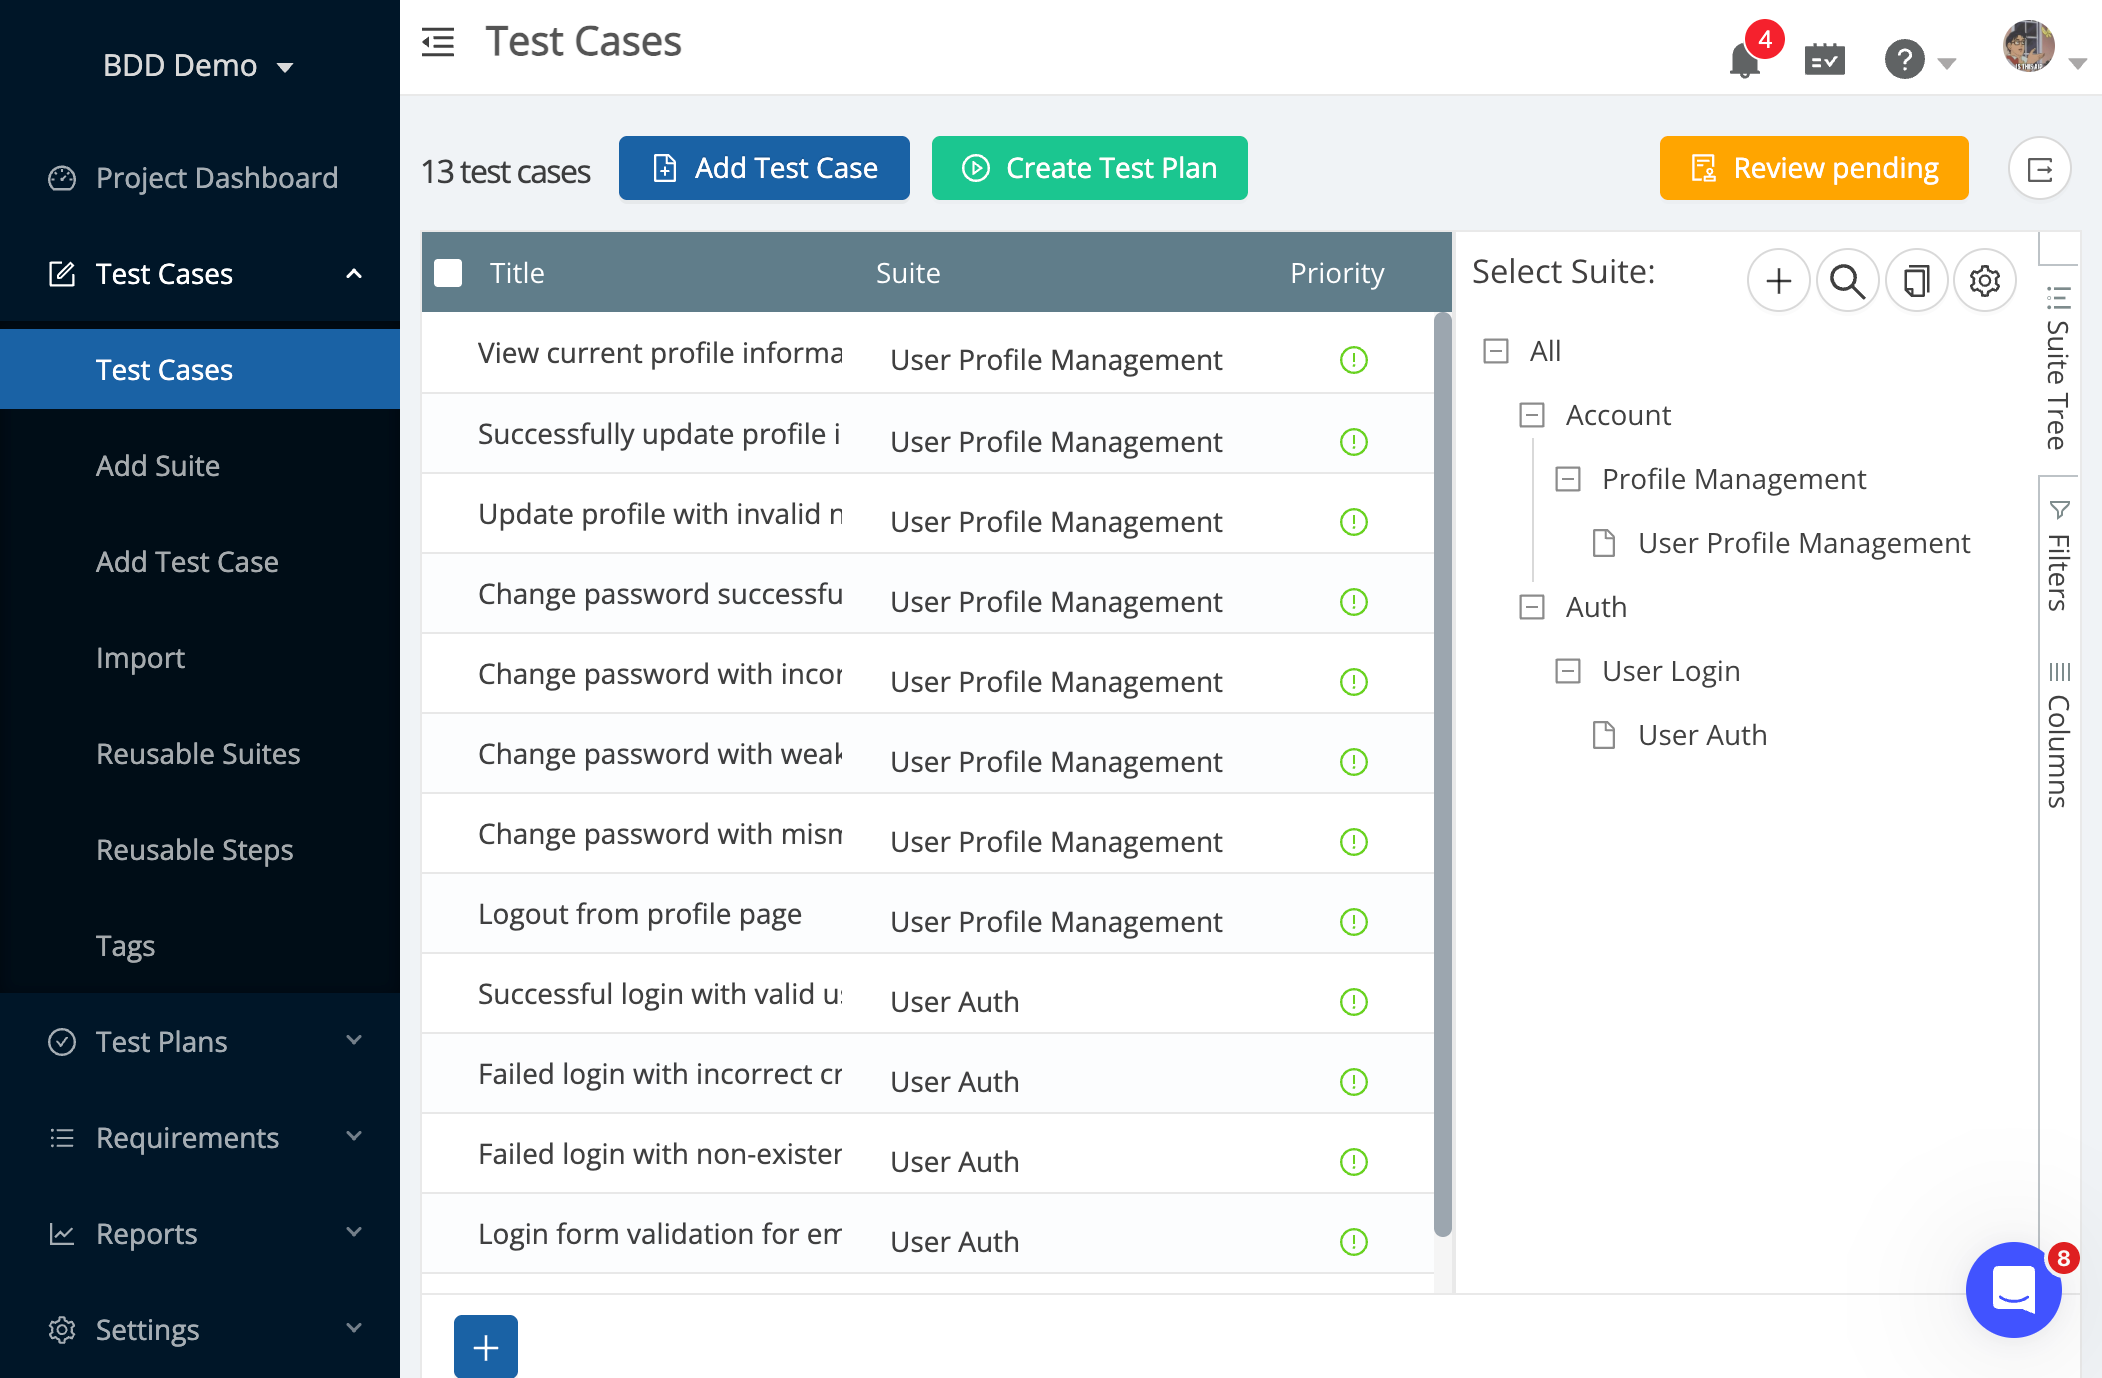 BDD Demo
Project Dashboard
Test Cases
Test Cases
Add Suite
Add Test Case
Import
Reusable Suites
Reusable Steps
Tags
Test Plans
Requirements
Reports
Settings
Test Cases
4
?
13 test cases
Add Test Case
Create Test Plan
Review pending
Title Suite Priority
View current profile informa User Profile Management
Successfully update profile i User Profile Management
Update profile with invalid n User Profile Management
Change password successfu User Profile Management
Change password with incor User Profile Management
Change password with weak User Profile Management
Change password with mism User Profile Management
Logout from profile page User Profile Management
Successful login with valid us User Auth
Failed login with incorrect cr User Auth
Failed login with non-existen User Auth
Login form validation for em User Auth
Select Suite:
All
Account
Profile Management
User Profile Management
Auth
User Login
User Auth
Suite Tree
Filters
Columns
8